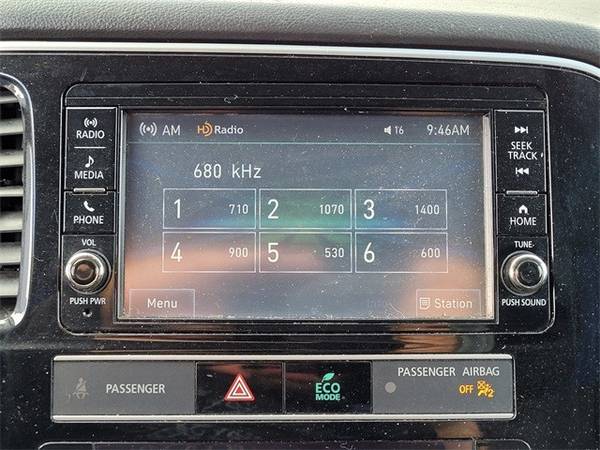 RADIO
MEDIA
PHONE
VOL
PUSH PWR
AM HD Radio 16 9:46AM
680 kHz
1 710 2 1070 3 1400
4 900 5 530 6 600
Menu Station
SEEK
TRACK
HOME
TUNE
PUSH SOUND
PASSENGER
ECO
MODE
PASSENGER AIRBAG
OFF 2